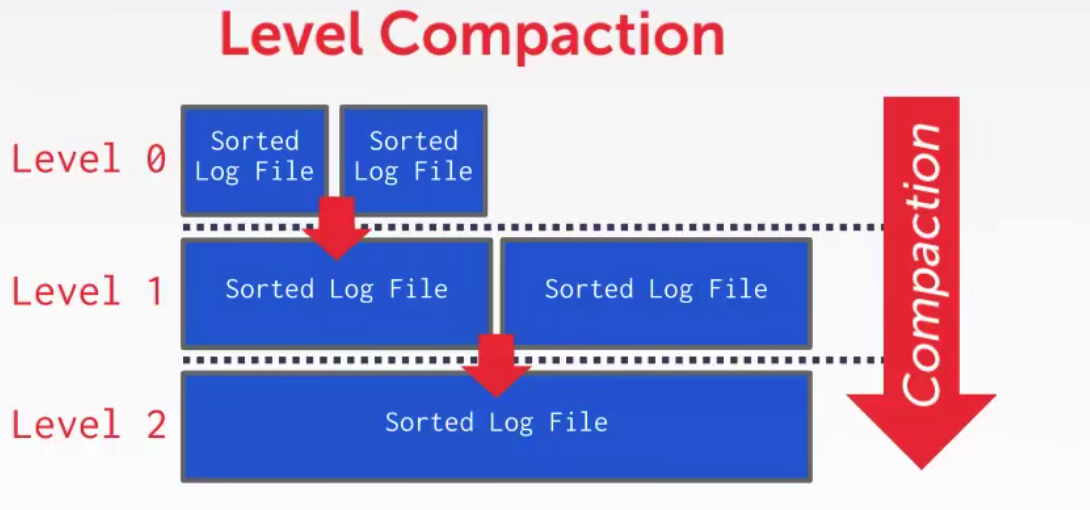 Level Compaction
Level 0
Sorted
Log File
Sorted
Log File
Level 1
Sorted Log File
Sorted Log File
Level 2
Sorted Log File
Compaction